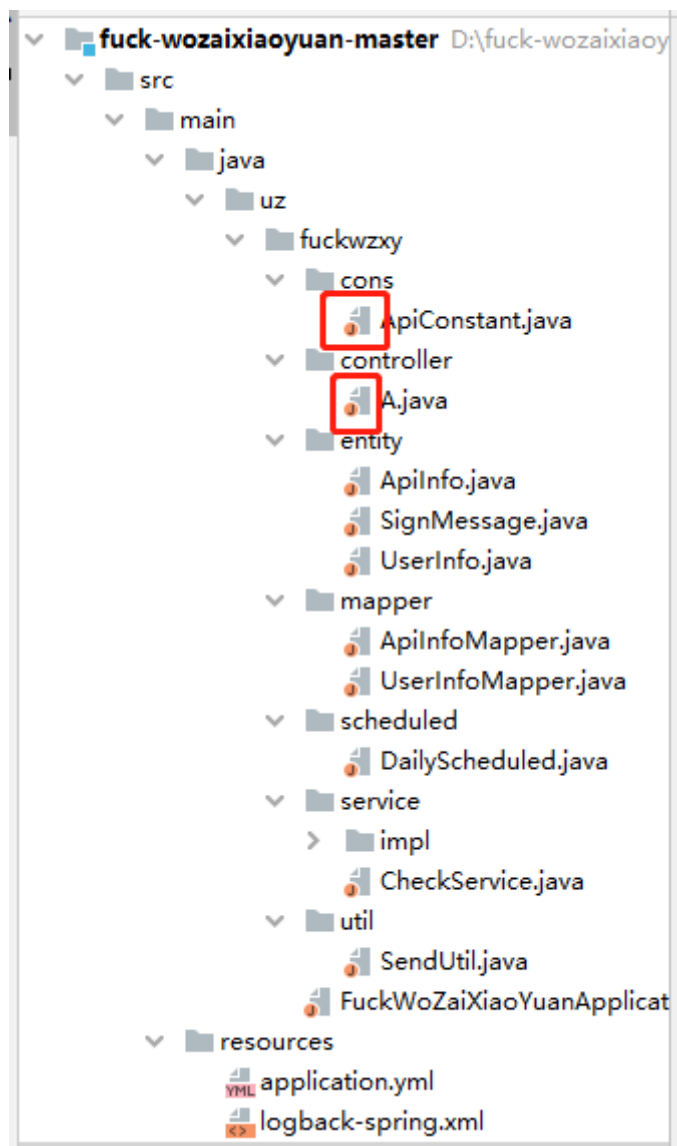 fuck-wozaixiaoyuan-master D:\fuck-wozaixiaoy
src
main
java
uz
fuckwzxy
cons
ApiConstant.java
controller
A.java
entity
ApiInfo.java
SignMessage.java
UserInfo.java
mapper
ApiInfoMapper.java
UserInfoMapper.java
scheduled
DailyScheduled.java
service
impl
CheckService.java
util
SendUtil.java
FuckWoZaiXiaoYuanApplicat
resources
application.yml
logback-spring.xml